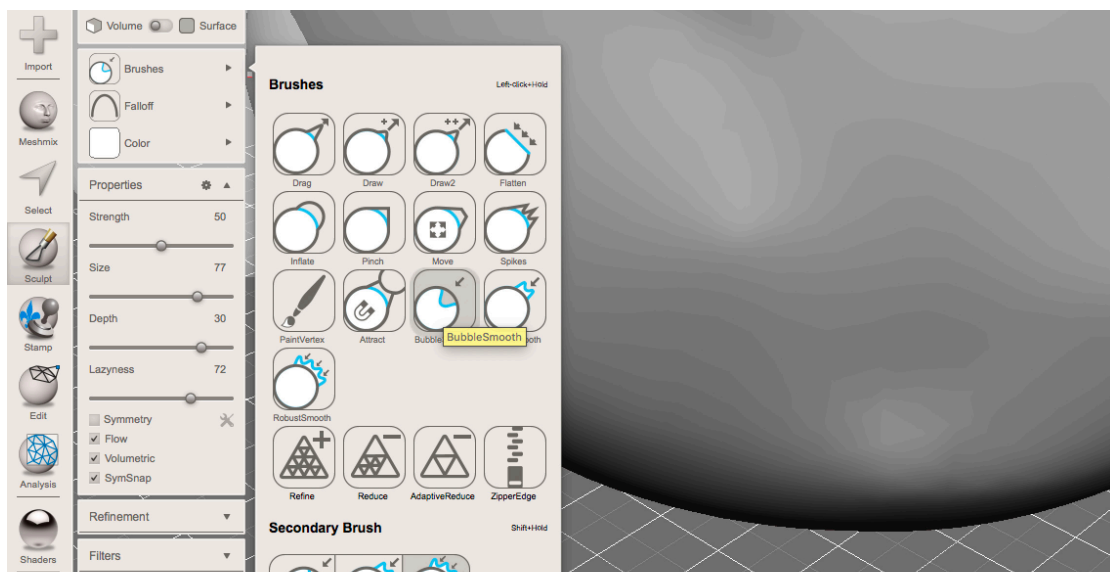 Import
Meshmix
Select
Sculpt
Stamp
Edit
Analysis
Shaders
Volume Surface
Brushes
Falloff
Color
Properties
Strength 50
Size 77
Depth 30
Lazyness 72
Symmetry
Flow
Volumetric
SymSnap
Refinement
Filters
Brushes Left-click+Hold
Drag Draw Draw2 Flatten
Inflate Pinch Move Spikes
PaintVertex Attract
BubbleSmooth
RobustSmooth
Refine Reduce AdaptiveReduce ZipperEdge
Secondary Brush Shift+Hold